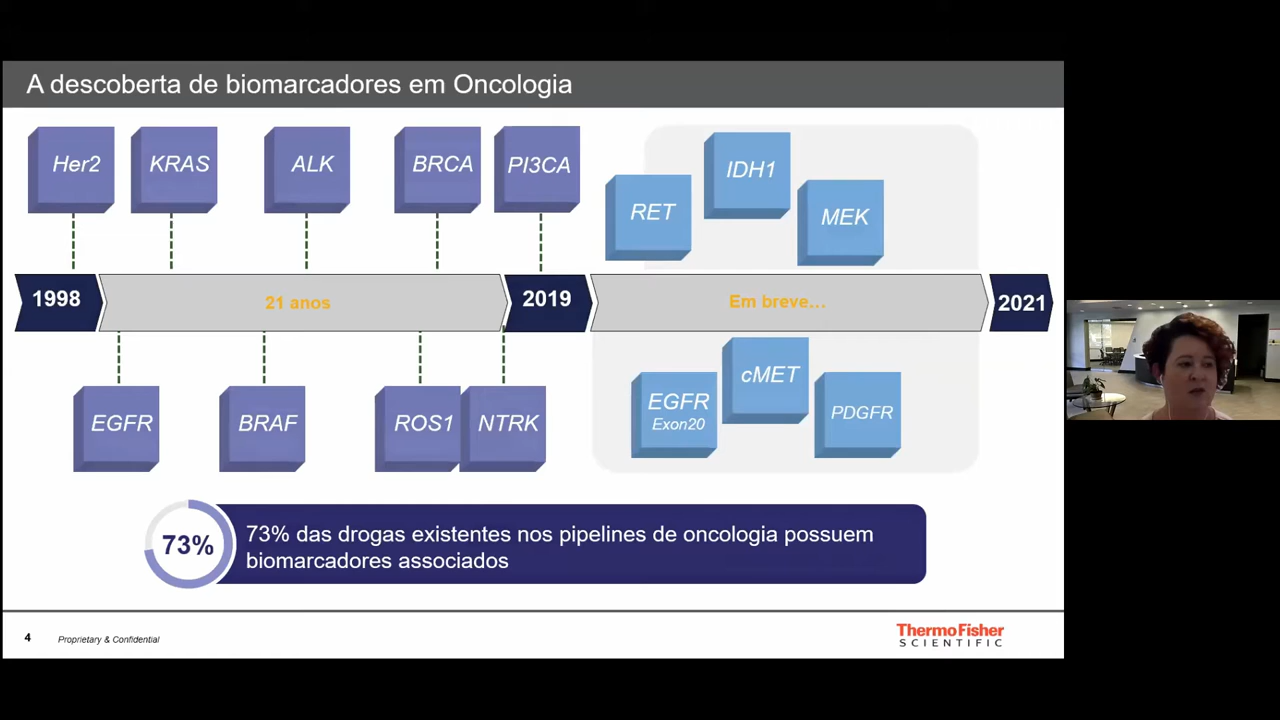 A descoberta de biomarcadores em Oncologia
Her2
KRAS
ALK
BRCA
PI3CA
RET
IDH1
MEK
1998
21 anos
2019
Em breve...
2021
EGFR
BRAF
ROS1
NTRK
EGFR
Exon20
cMET
PDGFR
73%
73% das drogas existentes nos pipelines de oncologia possuem
biomarcadores associados
4
Proprietary & Confidential
ThermoFisher
SCIENTIFIC